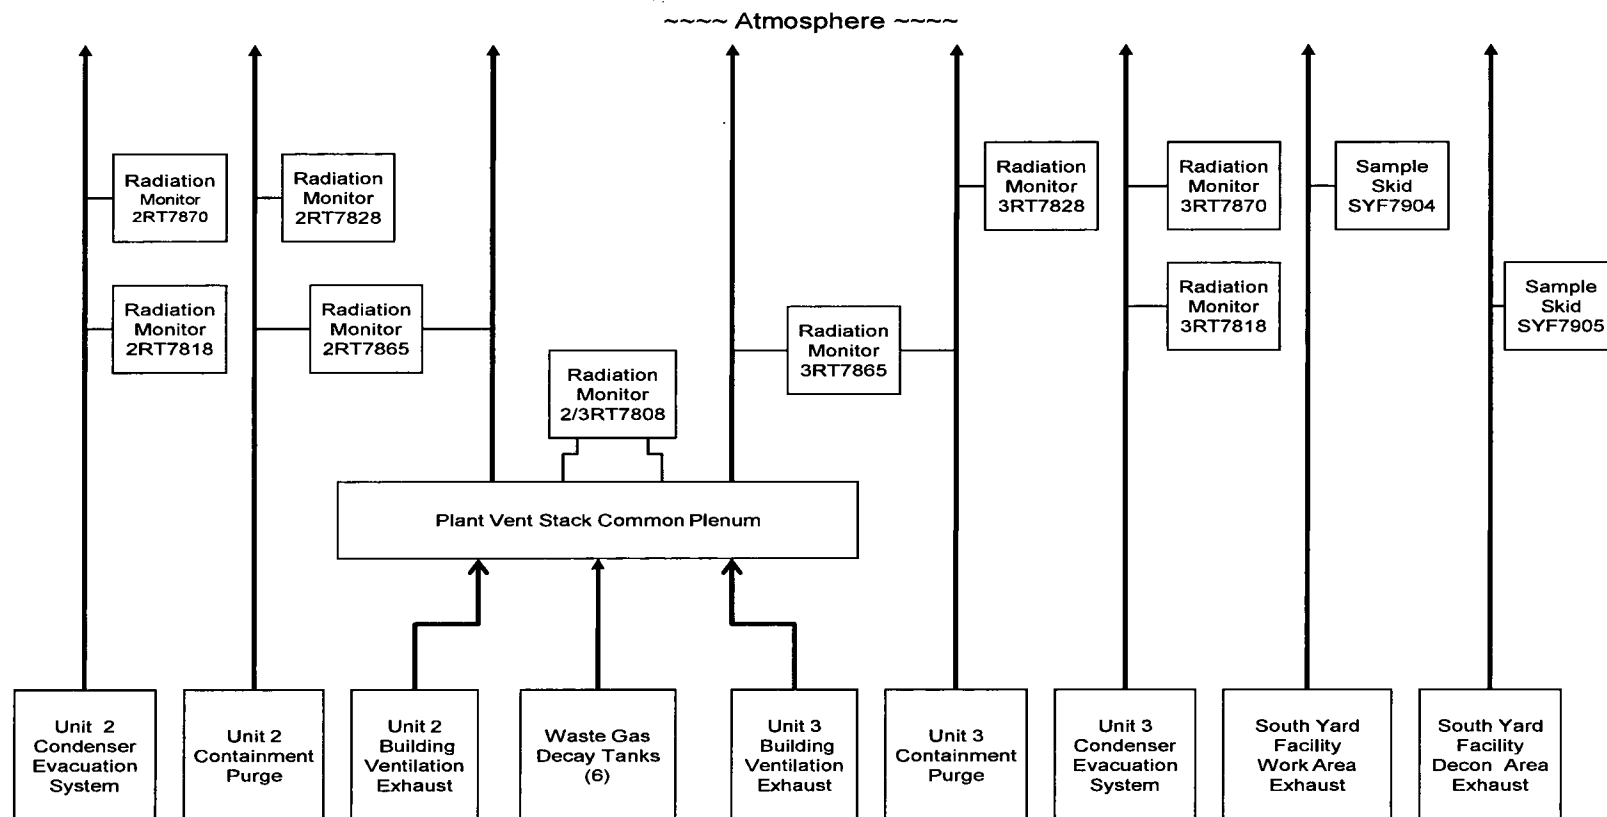 ~~~~ Atmosphere ~~~~
Radiation
Monitor
2RT7870
Radiation
Monitor
2RT7828
Radiation
Monitor
3RT7828
Radiation
Monitor
3RT7870
Sample
Skid
SYF7904
Radiation
Monitor
2RT7818
Radiation
Monitor
2RT7865
Radiation
Monitor
2/3RT7808
Radiation
Monitor
3RT7865
Radiation
Monitor
3RT7818
Sample
Skid
SYF7905
Plant Vent Stack Common Plenum
Unit 2
Condenser
Evacuation
System
Unit 2
Containment
Purge
Unit 2
Building
Ventilation
Exhaust
Waste Gas
Decay Tanks
(6)
Unit 3
Building
Ventilation
Exhaust
Unit 3
Containment
Purge
Unit 3
Condenser
Evacuation
System
South Yard
Facility
Work Area
Exhaust
South Yard
Facility
Decon Area
Exhaust